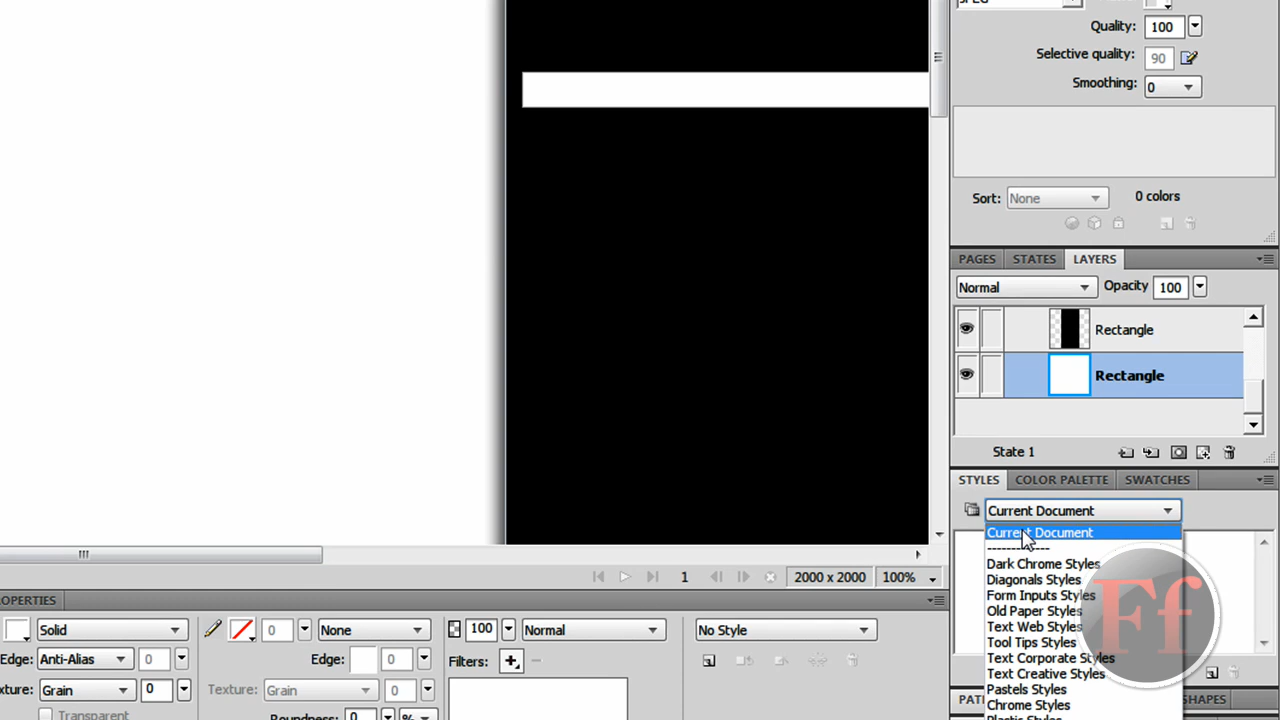 Quality: 100
Selective quality: 90
Smoothing: 0
Sort: None 0 colors
PAGES STATES LAYERS
Normal Opacity 100
Rectangle
Rectangle
State 1
STYLES COLOR PALETTE SWATCHES
Current Document
Current Document
-------------
Dark Chrome Styles
Diagonals Styles
Form Inputs Styles
Old Paper Styles
Text Web Styles
Tool Tips Styles
Text Corporate Styles
Text Creative Styles
Pastels Styles
Chrome Styles
Plastic Styles
Ff
SHAPES
1 2000 x 2000 100%
ROPERTIES
Solid 0 None 100 Normal No Style
Edge: Anti-Alias 0 Edge: 0 Filters:
xture: Grain 0 Texture: Grain 0
Transparent Roundness: 0 %